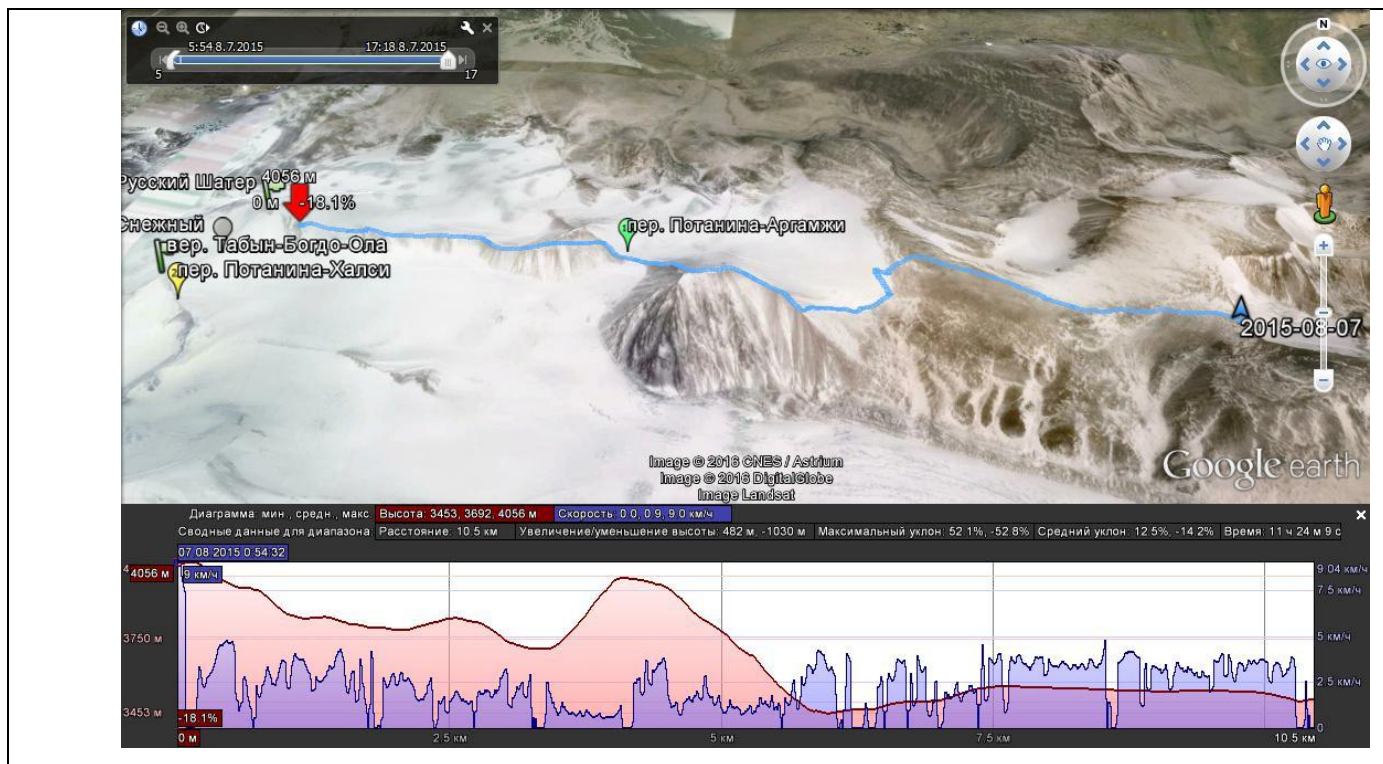 5:54 8.7.2015 17:18 8.7.2015
5 17
N
Русский Шатер
4056 м
0 м -18.1%
Снежный
вер. Табын-Богдо-Ола
2
пер. Потанина-Халси
1
пер. Потанина-Аргамжи
2015-08-07
Image © 2016 CNES / Astrium
Image © 2016 DigitalGlobe
Image Landsat
Google earth
Диаграмма: мин., средн., макс. Высота: 3453, 3692, 4056 м Скорость: 0.0, 0.9, 9.0 км/ч
Сводные данные для диапазона Расстояние: 10.5 км Увеличение/уменьшение высоты: 482 м, -1030 м Максимальный уклон: 52.1%, -52.8% Средний уклон: 12.5%, -14.2% Время: 11 ч 24 м 9 с
07.08.2015 0:54:32
4056 м 9 км/ч 9.04 км/ч
7.5 км/ч
3750 м 5 км/ч
2.5 км/ч
3453 м
-18.1% 0
0 м 2.5 км 5 км 7.5 км 10.5 км